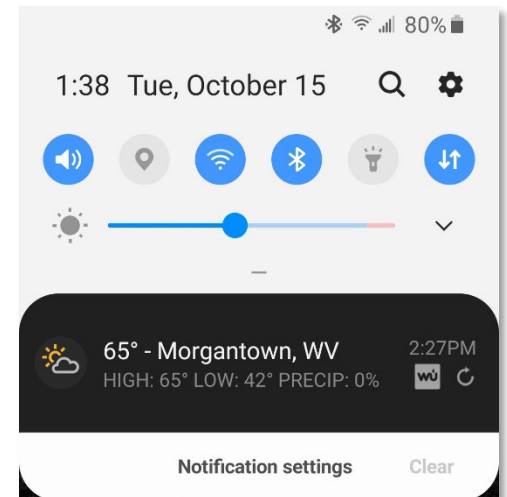 80%
1:38 Tue, October 15
65° - Morgantown, WV 2:27PM
HIGH: 65° LOW: 42° PRECIP: 0% wu
Notification settings Clear